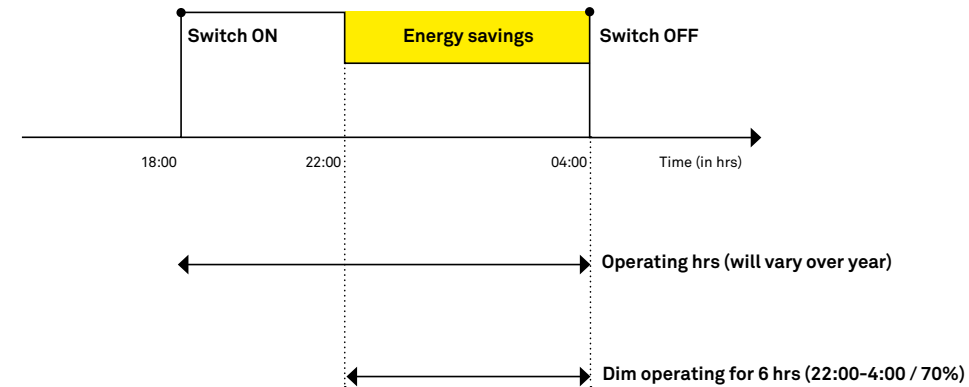 Switch ON
Energy savings
Switch OFF
18:00
22:00
04:00
Time (in hrs)
Operating hrs (will vary over year)
Dim operating for 6 hrs (22:00-4:00 / 70%)